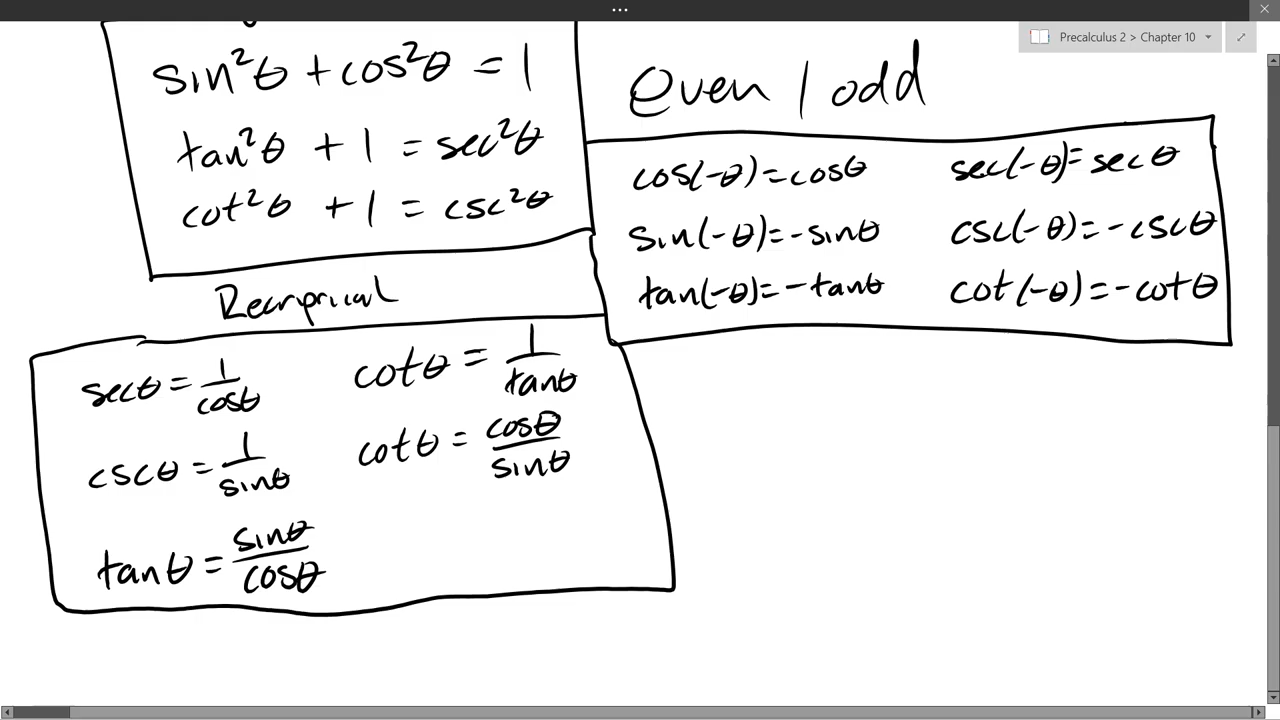 ...
Precalculus 2 > Chapter 10
sin²θ + cos²θ = 1
tan²θ + 1 = sec²θ
cot²θ + 1 = csc²θ
even / odd
cos(-θ)=cosθ sec(-θ)=secθ
sin(-θ)=-sinθ csc(-θ)=-cscθ
tan(-θ)=-tanθ cot(-θ)=-cotθ
Reciprical
secθ = 1/cosθ cotθ = 1/tanθ
cscθ = 1/sinθ cotθ = cosθ/sinθ
tanθ = sinθ/cosθ